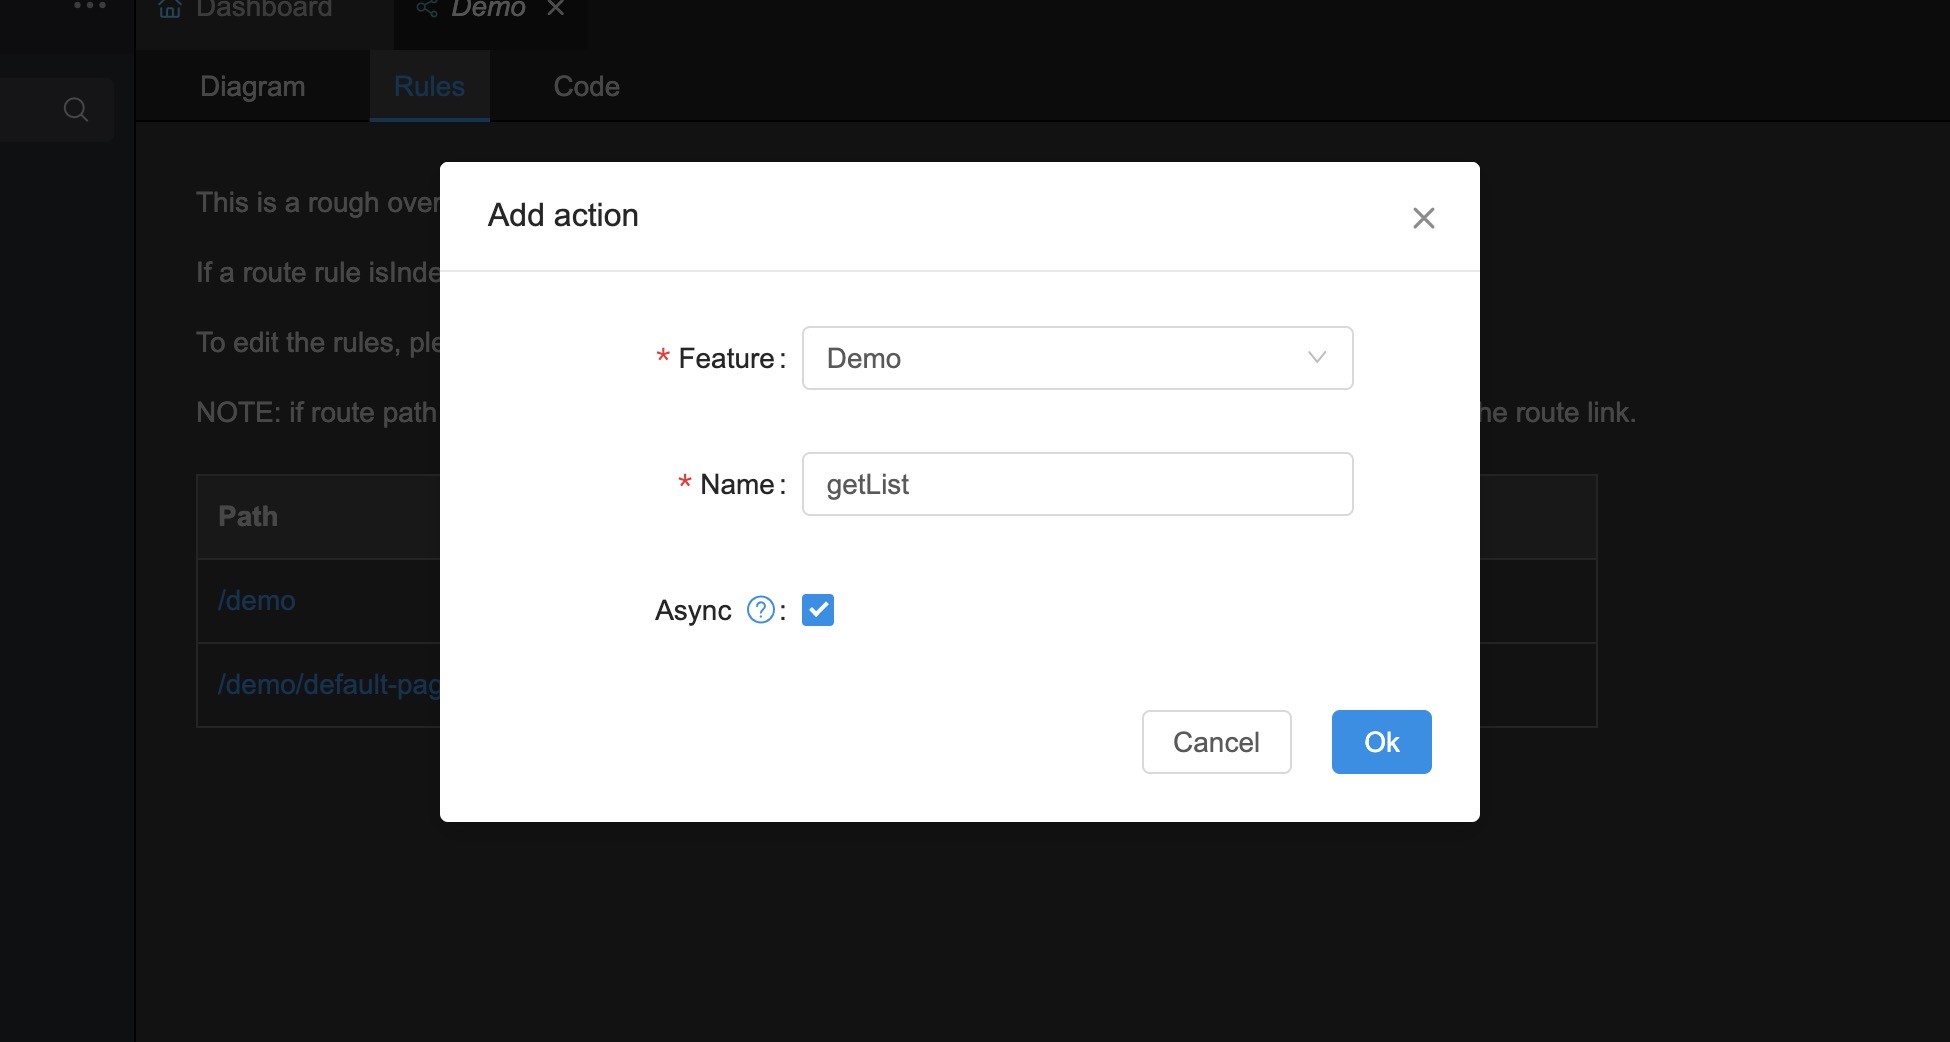 Dashboard
Demo
Diagram
Rules
Code
This is a rough over
If a route rule isInde
To edit the rules, ple
NOTE: if route path
he route link.
Path
/demo
/demo/default-pag
Add action
* Feature :
Demo
* Name :
getList
Async ? :
Cancel
Ok